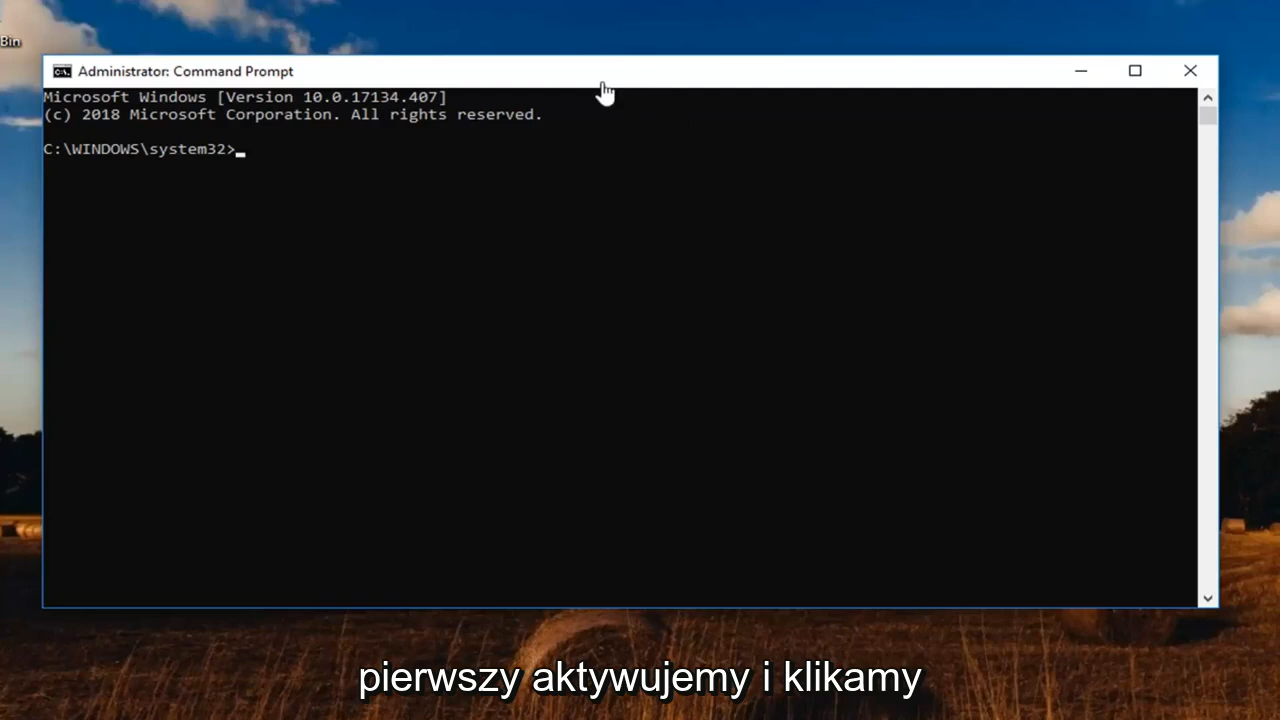 Bin
Administrator: Command Prompt
Microsoft Windows [Version 10.0.17134.407]
(c) 2018 Microsoft Corporation. All rights reserved.
C:\WINDOWS\system32>
pierwszy aktywujemy i klikamy